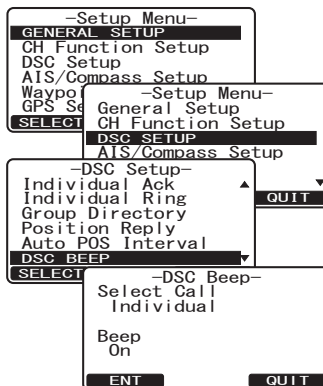 –Setup Menu–
GENERAL SETUP
CH Function Setup
DSC Setup
AIS/Compass Setup
GPS
SELECT
–Setup Menu–
General Setup
CH Function Setup
DSC SETUP
AIS/Compass Setup
QUIT
–DSC Setup–
Individual Ack
Individual Ring
Group Directory
Position Reply
Auto POS Interval
DSC BEEP
SELECT
–DSC Beep–
Select Call
Individual
Beep
On
ENT QUIT